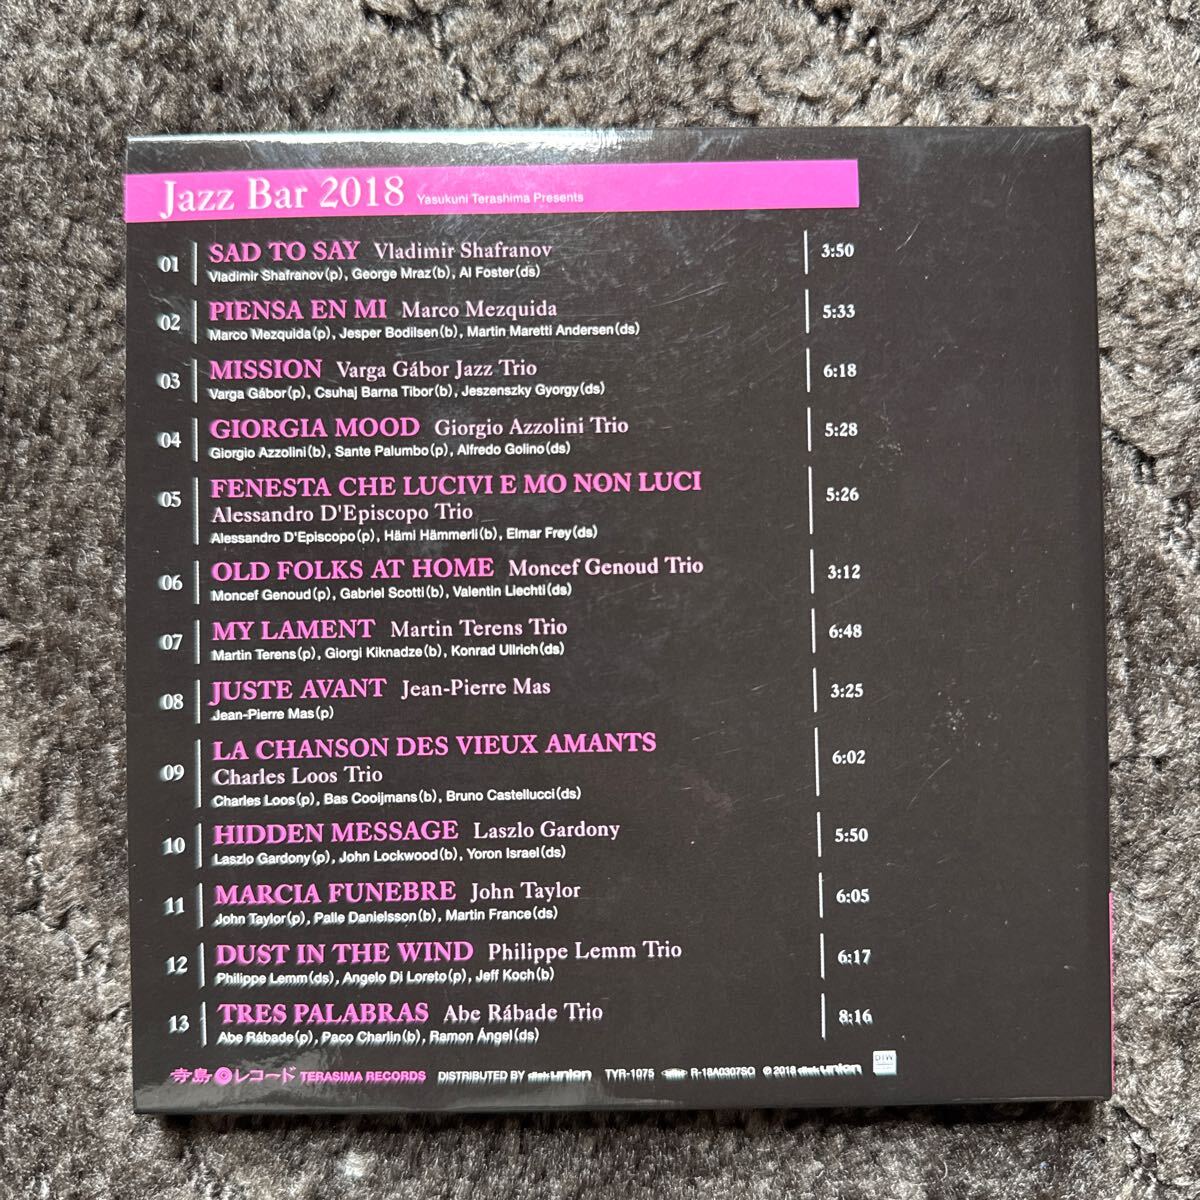 Jazz Bar 2018 Yasukuni Terashima Presents
01 SAD TO SAY Vladimir Shafranov 3:50
Vladimir Shafranov(p), George Mraz(b), Al Foster(ds)
02 PIENSA EN MI Marco Mezquida 5:33
Marco Mezquida(p), Jesper Bodilsen(b), Martin Maretti Andersen(ds)
03 MISSION Varga Gábor Jazz Trio 6:18
Varga Gábor(p), Csuhaj Barna Tibor(b), Jeszenszky Gyorgy(ds)
04 GIORGIA MOOD Giorgio Azzolini Trio 5:28
Giorgio Azzolini(b), Sante Palumbo(p), Alfredo Golino(ds)
05 FENESTA CHE LUCIVI E MO NON LUCI 5:26
Alessandro D'Episcopo Trio
Alessandro D'Episcopo(p), Hämi Hämmerli(b), Elmar Frey(ds)
06 OLD FOLKS AT HOME Moncef Genoud Trio 3:12
Moncef Genoud(p), Gabriel Scotti(b), Valentin Liechti(ds)
07 MY LAMENT Martin Terens Trio 6:48
Martin Terens(p), Giorgi Kiknadze(b), Konrad Ullrich(ds)
08 JUSTE AVANT Jean-Pierre Mas 3:25
Jean-Pierre Mas(p)
09 LA CHANSON DES VIEUX AMANTS 6:02
Charles Loos Trio
Charles Loos(p), Bas Cooijmans(b), Bruno Castellucci(ds)
10 HIDDEN MESSAGE Laszlo Gardony 5:50
Laszlo Gardony(p), John Lockwood(b), Yoron Israel(ds)
11 MARCIA FUNEBRE John Taylor 6:05
John Taylor(p), Palle Danielsson(b), Martin France(ds)
12 DUST IN THE WIND Philippe Lemm Trio 6:17
Philippe Lemm(ds), Angelo Di Loreto(p), Jeff Koch(b)
13 TRES PALABRAS Abe Rábade Trio 8:16
Abe Rábade(p), Paco Charlín(b), Ramon Ángel(ds)
寺島レコード TERASIMA RECORDS DISTRIBUTED BY disk union TYR-1075 R-18A0307SO ℗2018 disk union DIW